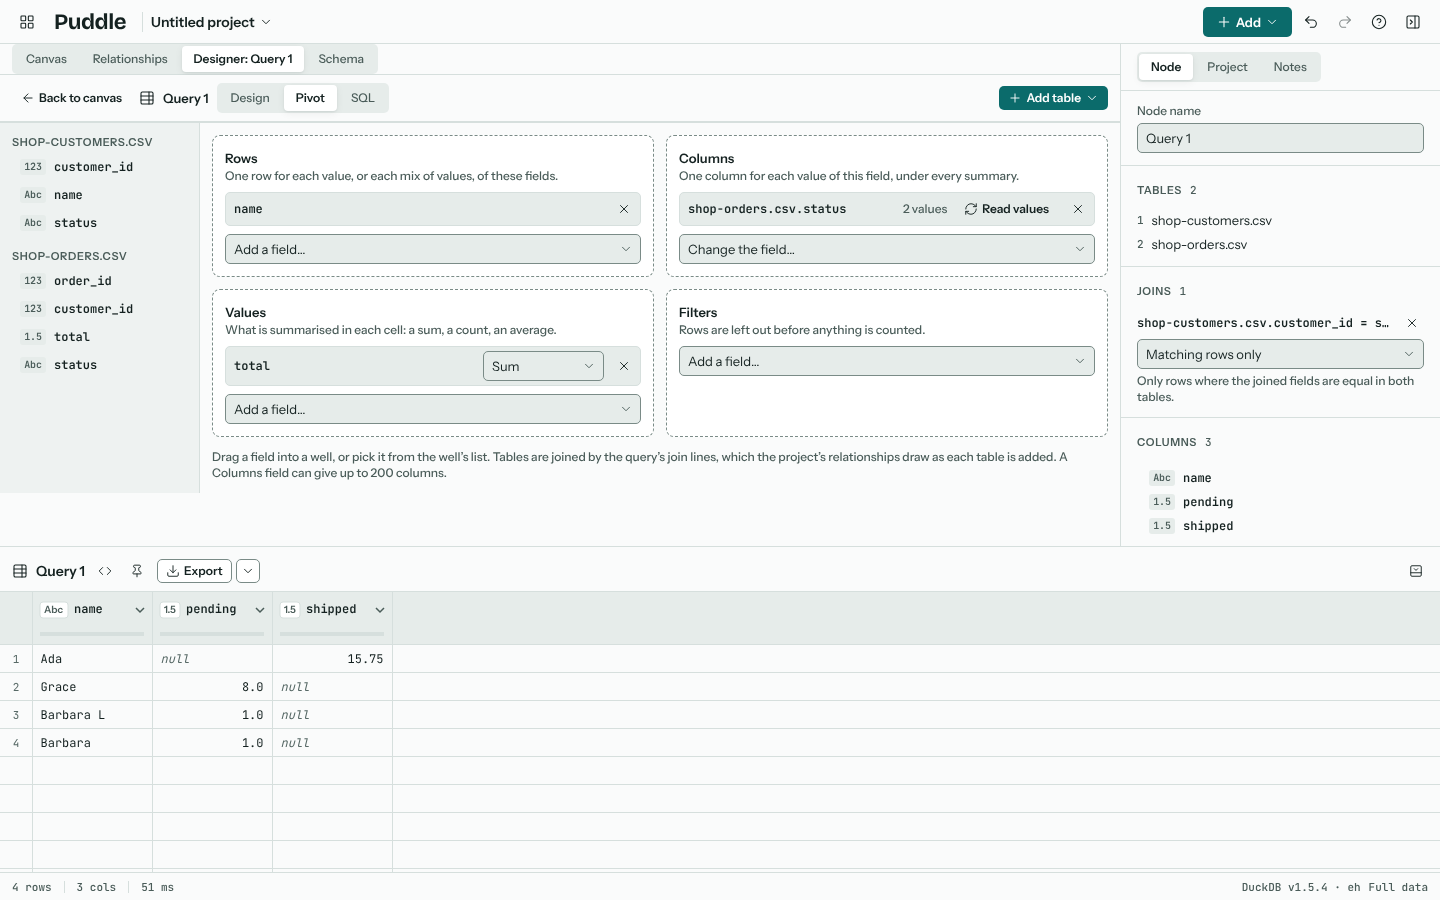 Puddle
Untitled project
Add
Canvas
Relationships
Designer: Query 1
Schema
Back to canvas
Query 1
Design
Pivot
SQL
Add table
SHOP-CUSTOMERS.CSV
123 customer_id
Abc name
Abc status
SHOP-ORDERS.CSV
123 order_id
123 customer_id
1.5 total
Abc status
Rows
One row for each value, or each mix of values, of these fields.
name
Add a field...
Columns
One column for each value of this field, under every summary.
shop-orders.csv.status 2 values Read values
Change the field...
Values
What is summarised in each cell: a sum, a count, an average.
total Sum
Add a field...
Filters
Rows are left out before anything is counted.
Add a field...
Drag a field into a well, or pick it from the well's list. Tables are joined by the query's join lines, which the project's relationships draw as each table is added. A
Columns field can give up to 200 columns.
Node
Project
Notes
Node name
Query 1
TABLES 2
1 shop-customers.csv
2 shop-orders.csv
JOINS 1
shop-customers.csv.customer_id = s…
Matching rows only
Only rows where the joined fields are equal in both
tables.
COLUMNS 3
Abc name
1.5 pending
1.5 shipped
Query 1
Export
Abc name 1.5 pending 1.5 shipped
1 Ada null 15.75
2 Grace 8.0 null
3 Barbara L 1.0 null
4 Barbara 1.0 null
4 rows 3 cols 51 ms
DuckDB v1.5.4 · eh Full data